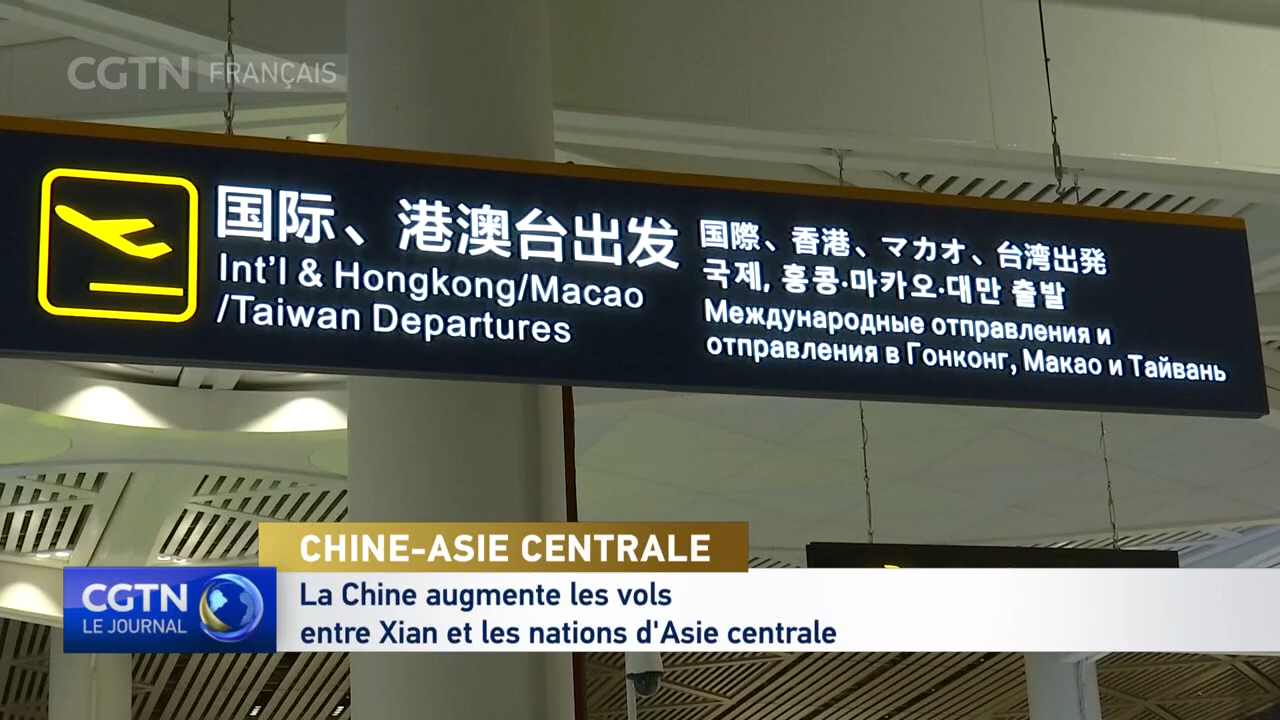 CGTN FRANÇAIS
国际、港澳台出发
Int'l & Hongkong/Macao
/Taiwan Departures
国際、香港、マカオ、台湾出発
국제, 홍콩·마카오·대만 출발
Международные отправления и
отправления в Гонконг, Макао и Тайвань
CHINE-ASIE CENTRALE
CGTN
LE JOURNAL
La Chine augmente les vols
entre Xian et les nations d'Asie centrale